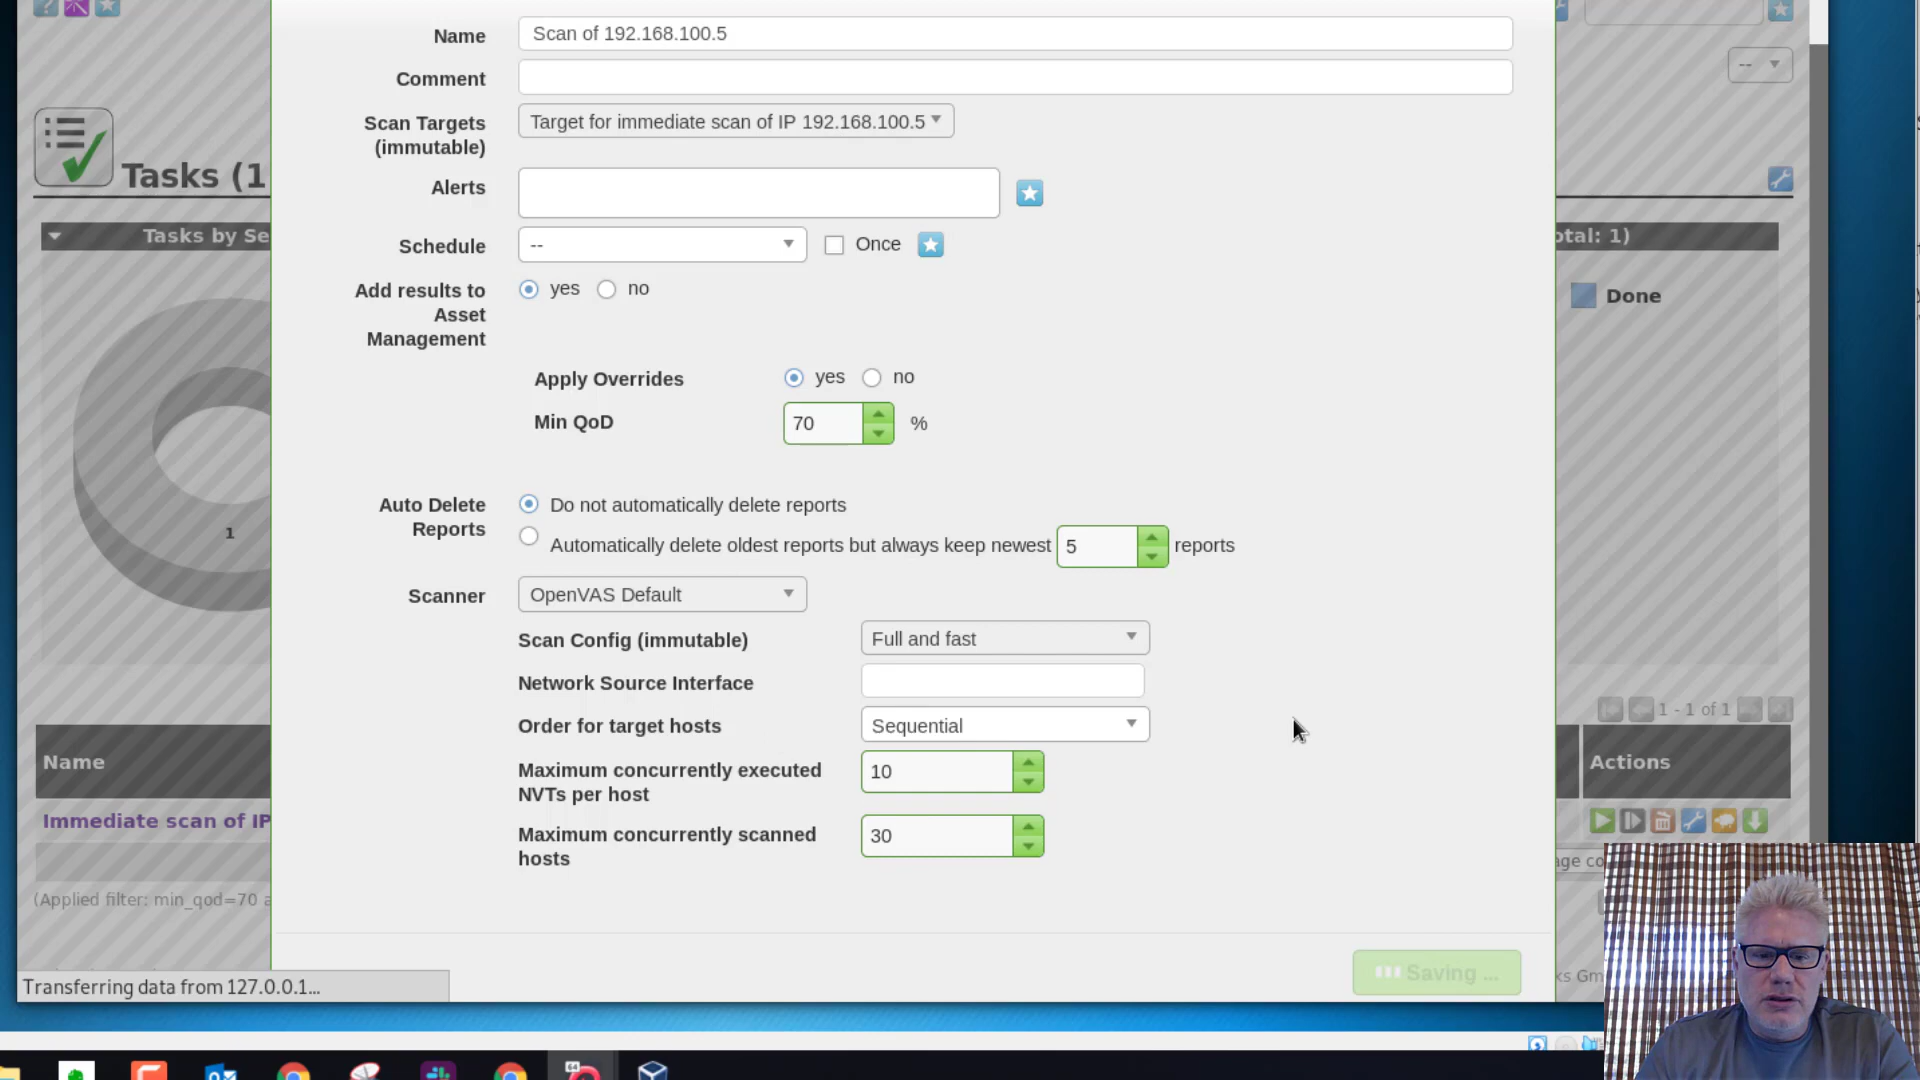 Name
Scan of 192.168.100.5
Comment
--
Scan Targets
(immutable)
Target for immediate scan of IP 192.168.100.5
Tasks (1
Alerts
Tasks by Se
otal: 1)
Schedule
--
Once
Add results to
Asset
Management
yes
no
Done
Apply Overrides
yes
no
Min QoD
70
%
Auto Delete
Reports
Do not automatically delete reports
1
Automatically delete oldest reports but always keep newest 5 reports
Scanner
OpenVAS Default
Scan Config (immutable)
Full and fast
Network Source Interface
1 - 1 of 1
Order for target hosts
Sequential
Name
Actions
Maximum concurrently executed
NVTs per host
10
Immediate scan of IP
Maximum concurrently scanned
hosts
30
age co
(Applied filter: min_qod=70 a
Saving ...
ks Gm
Transferring data from 127.0.0.1...
64